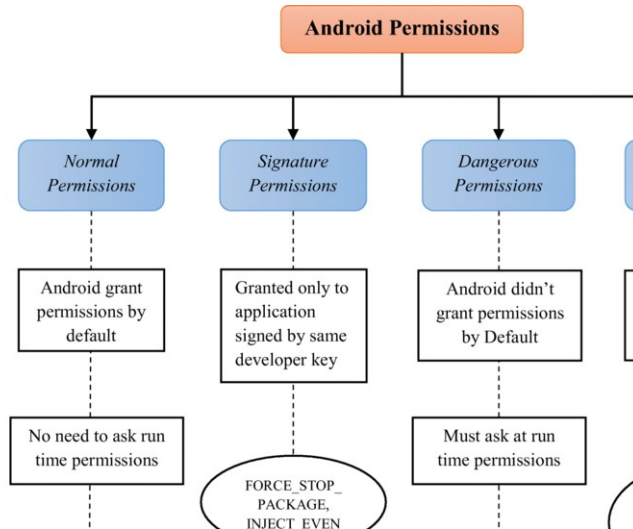 Android Permissions
Normal
Permissions
Signature
Permissions
Dangerous
Permissions
Android grant
permissions by
default
Granted only to
application
signed by same
developer key
Android didn’t
grant permissions
by Default
No need to ask run
time permissions
Must ask at run
time permissions
FORCE_STOP_
PACKAGE,
INJECT_EVEN